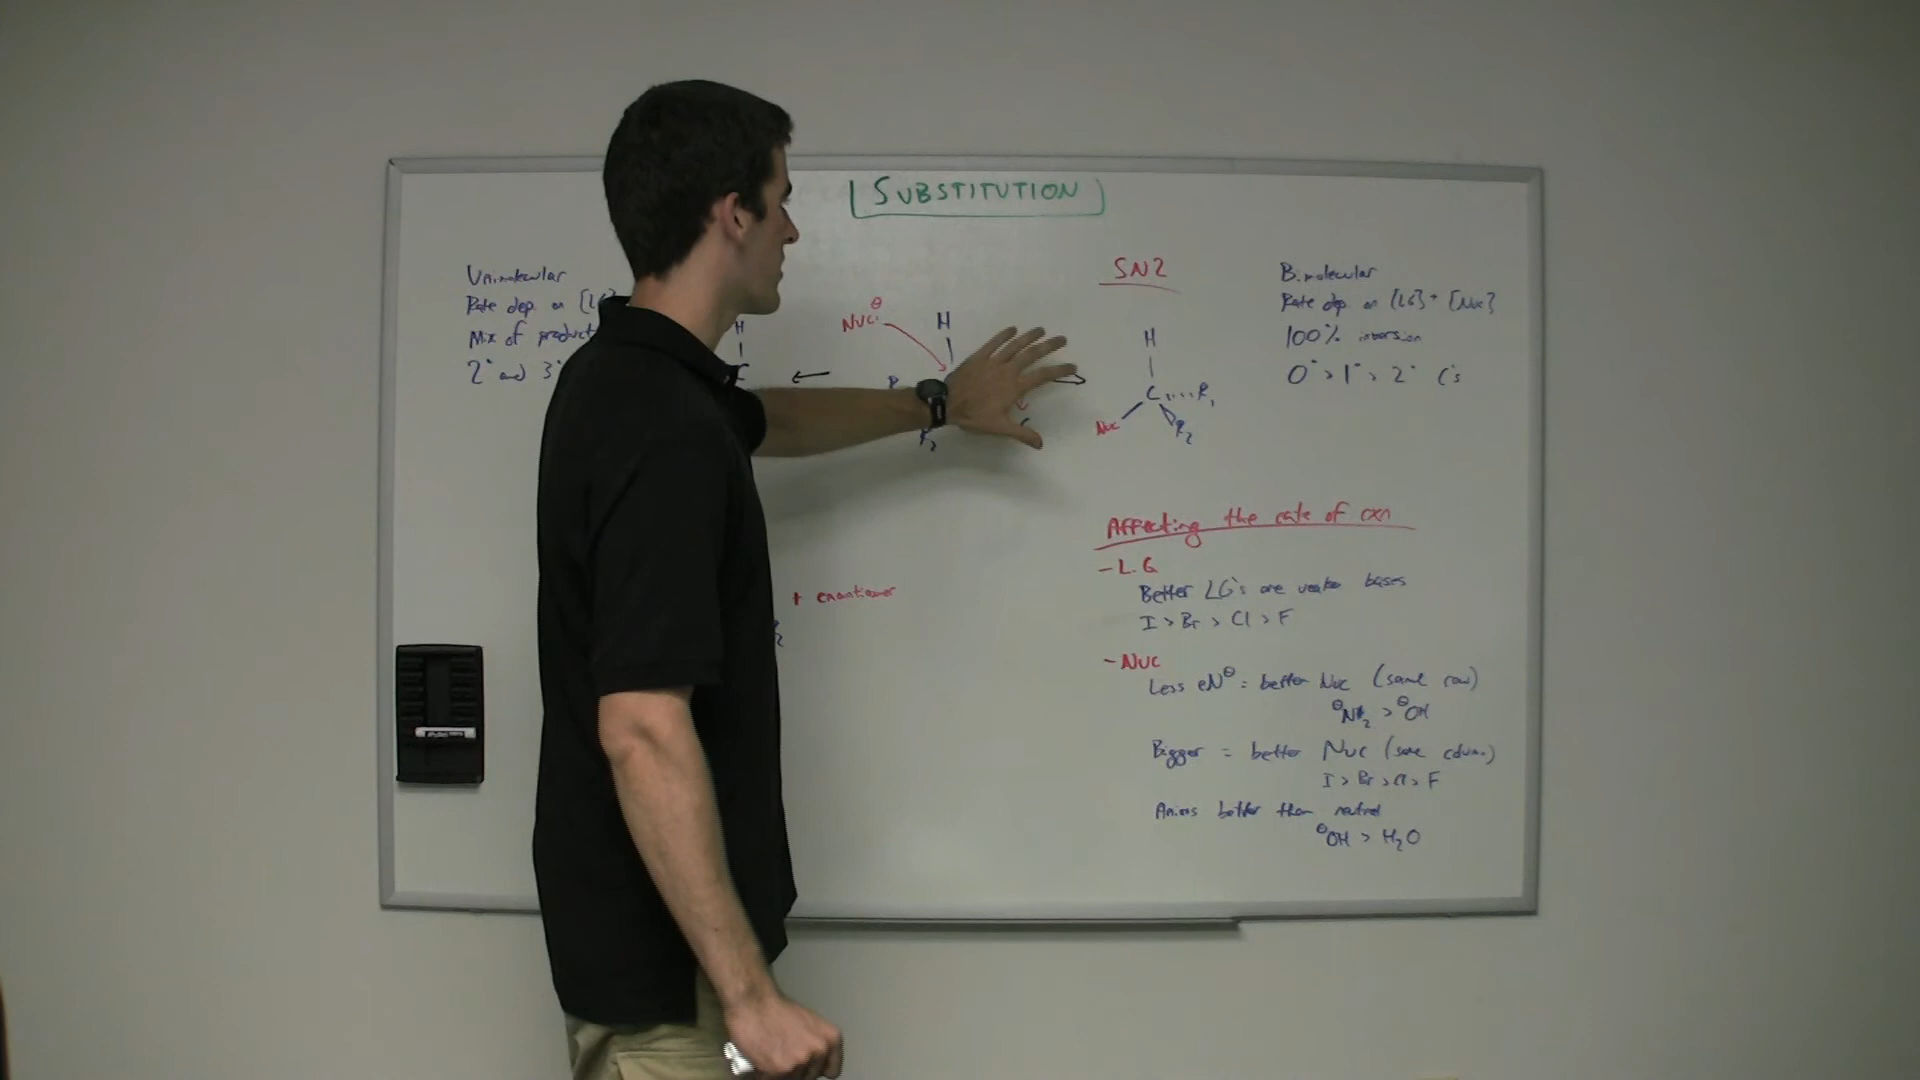 SUBSTITUTION
Unimolecular
Rate dep. on [LG]
Mix of product
2° and 3°
H
C
Nuc:⊖
H
R
R2
SN2
H
C
R1
Nuc
R2
Bimolecular
Rate dep on [LG] + [Nuc]
100% inversion
0° > 1° > 2° C's
+ enantiomer
Affecting the rate of rxn
- L.G
Better LG's are weaker bases
I > Br > Cl > F
- Nuc
Less eN⊖ = better Nuc (same row)
⊖NH2 > ⊖OH
Bigger = better Nuc (same column)
I > Br > Cl > F
Anions better than neutral
⊖OH > H2O